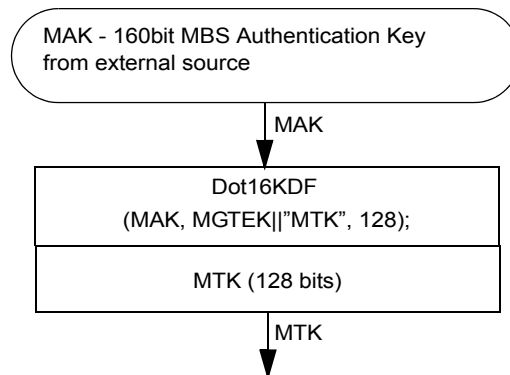 MAK - 160bit MBS Authentication Key
from external source
MAK
Dot16KDF
(MAK, MGTEK||”MTK”, 128);
MTK (128 bits)
MTK